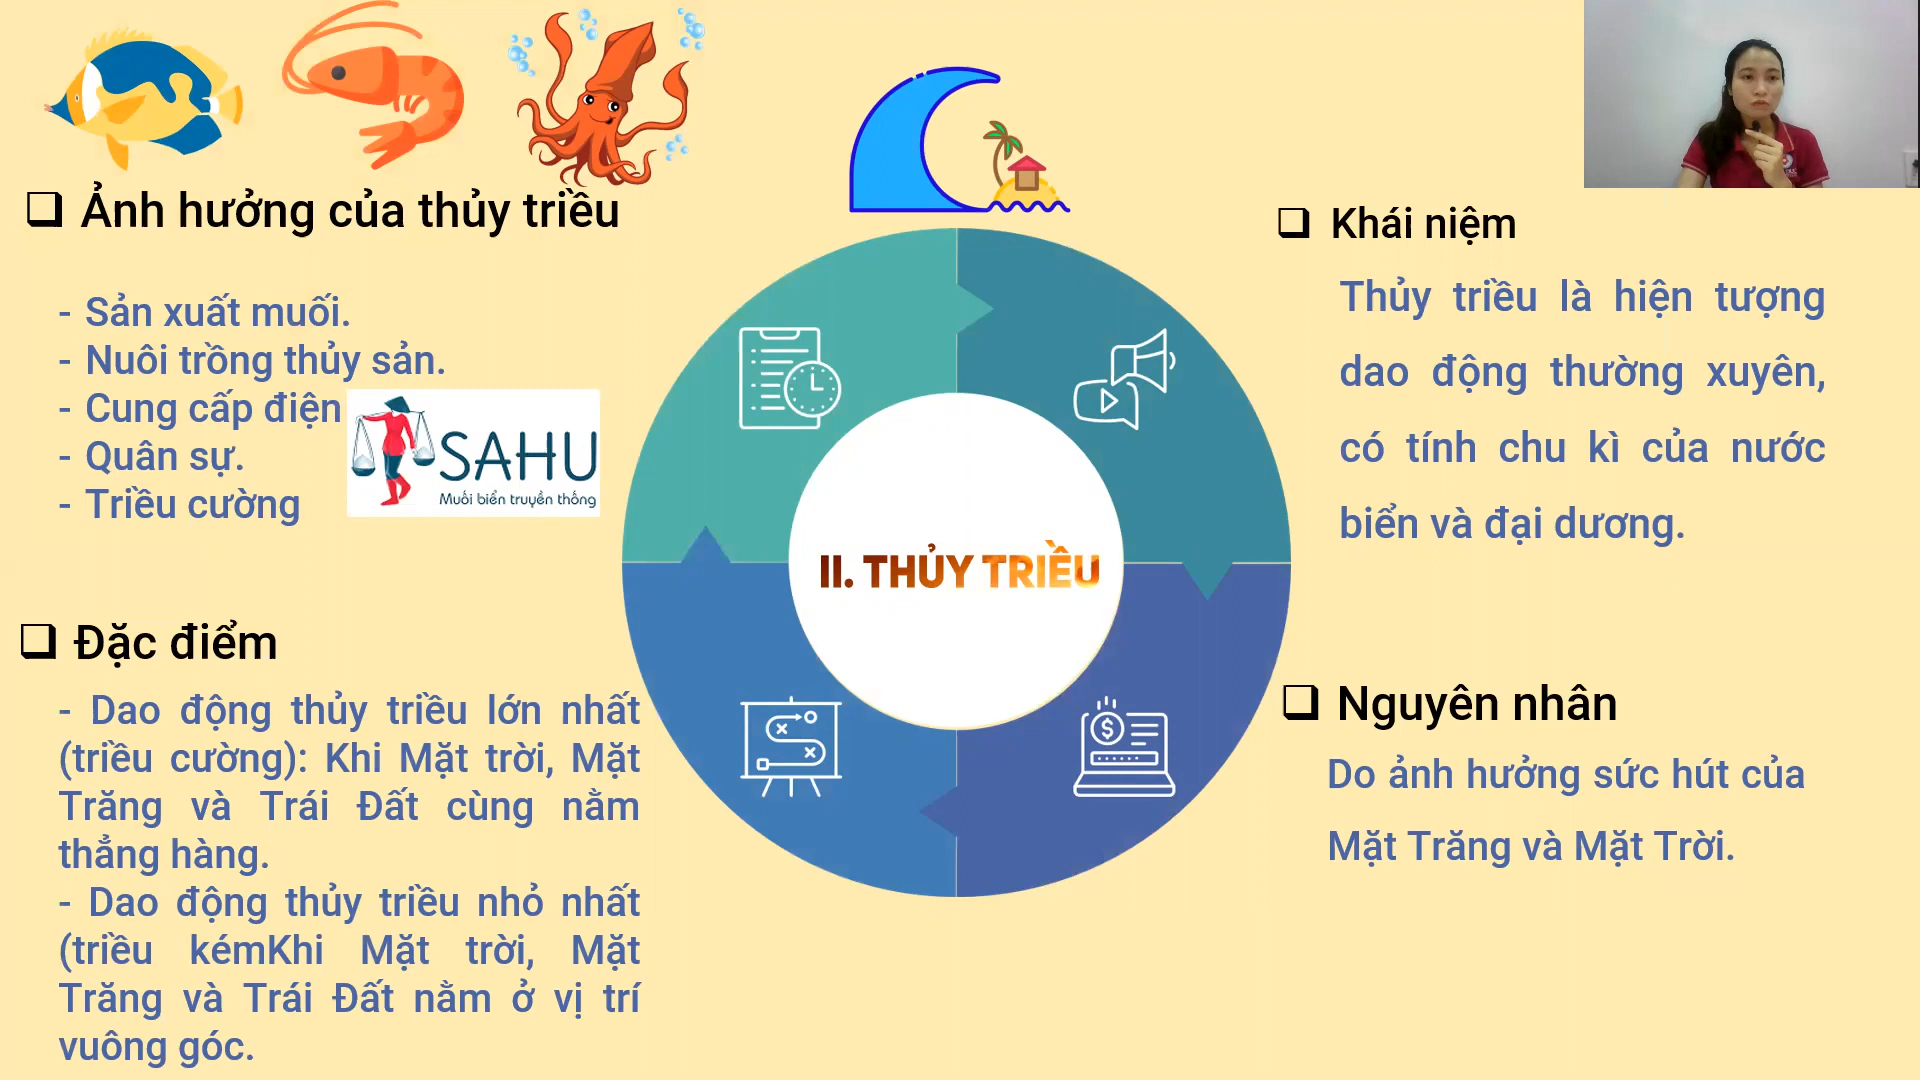 Ảnh hưởng của thủy triều
- Sản xuất muối.
- Nuôi trồng thủy sản.
- Cung cấp điện
- Quân sự.
- Triều cường
SAHU
Muối biển truyền thống
Đặc điểm
- Dao động thủy triều lớn nhất
(triều cường): Khi Mặt trời, Mặt
Trăng và Trái Đất cùng nằm
thẳng hàng.
- Dao động thủy triều nhỏ nhất
(triều kémKhi Mặt trời, Mặt
Trăng và Trái Đất nằm ở vị trí
vuông góc.
II. THỦY TRIỀU
Khái niệm
Thủy triều là hiện tượng
dao động thường xuyên,
có tính chu kì của nước
biển và đại dương.
Nguyên nhân
Do ảnh hưởng sức hút của
Mặt Trăng và Mặt Trời.